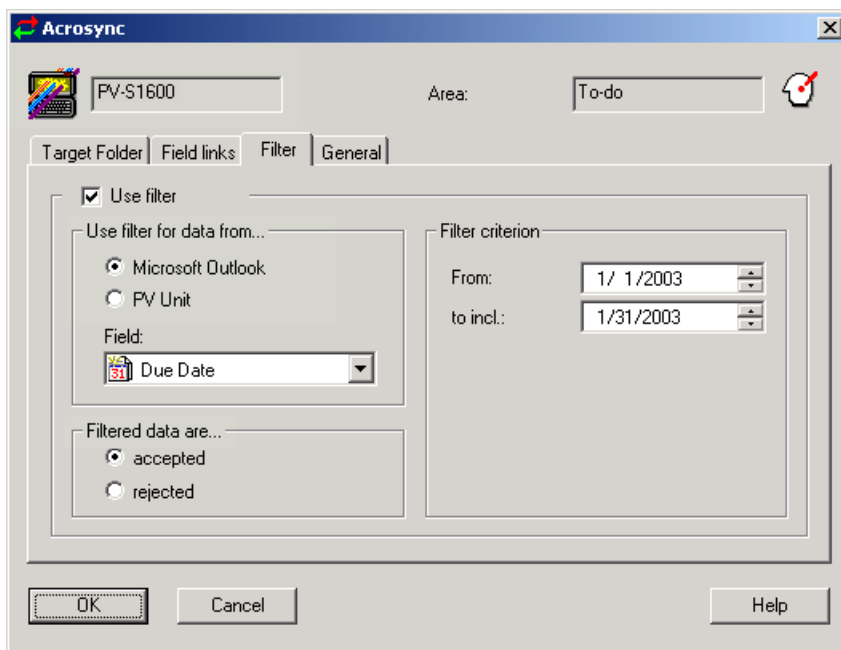 Acrosync
PV-S1600
Area:
To-do
Target Folder
Field links
Filter
General
Use filter
Use filter for data from...
Microsoft Outlook
PV Unit
Field:
31 Due Date
Filtered data are...
accepted
rejected
Filter criterion
From: 1/ 1/2003
to incl.: 1/31/2003
OK
Cancel
Help